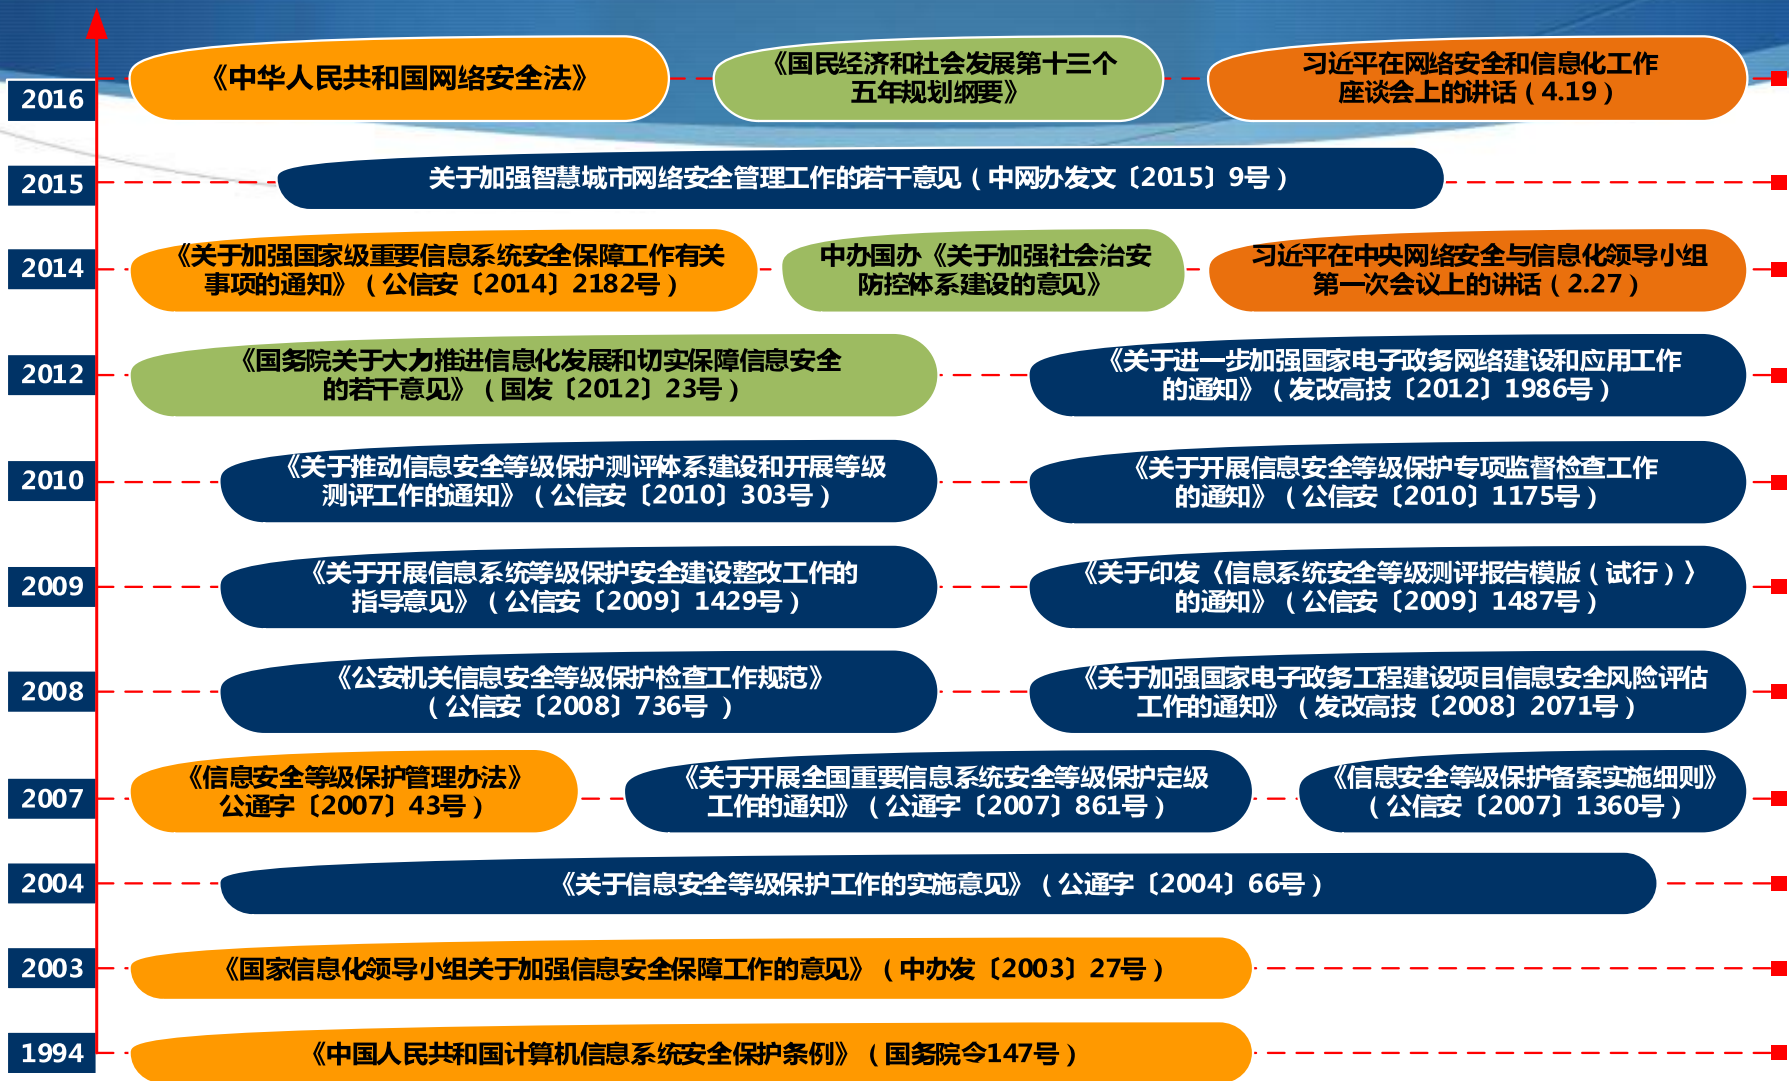 2016
《中华人民共和国网络安全法》
《国民经济和社会发展第十三个
五年规划纲要》
习近平在网络安全和信息化工作
座谈会上的讲话（4.19）
2015
关于加强智慧城市网络安全管理工作的若干意见（中网办发文〔2015〕9号）
2014
《关于加强国家级重要信息系统安全保障工作有关
事项的通知》（公信安〔2014〕2182号）
中办国办《关于加强社会治安
防控体系建设的意见》
习近平在中央网络安全与信息化领导小组
第一次会议上的讲话（2.27）
2012
《国务院关于大力推进信息化发展和切实保障信息安全
的若干意见》（国发〔2012〕23号）
《关于进一步加强国家电子政务网络建设和应用工作
的通知》（发改高技〔2012〕1986号）
2010
《关于推动信息安全等级保护测评体系建设和开展等级
测评工作的通知》（公信安〔2010〕303号）
《关于开展信息安全等级保护专项监督检查工作
的通知》（公信安〔2010〕1175号）
2009
《关于开展信息系统等级保护安全建设整改工作的
指导意见》（公信安〔2009〕1429号）
《关于印发〈信息系统安全等级测评报告模版（试行）〉
的通知》（公信安〔2009〕1487号）
2008
《公安机关信息安全等级保护检查工作规范》
（公信安〔2008〕736号 ）
《关于加强国家电子政务工程建设项目信息安全风险评估
工作的通知》（发改高技〔2008〕2071号）
2007
《信息安全等级保护管理办法》
公通字〔2007〕43号）
《关于开展全国重要信息系统安全等级保护定级
工作的通知》（公通字〔2007〕861号）
《信息安全等级保护备案实施细则》
（公信安〔2007〕1360号）
2004
《关于信息安全等级保护工作的实施意见》（公通字〔2004〕66号）
2003
《国家信息化领导小组关于加强信息安全保障工作的意见》（中办发〔2003〕27号）
1994
《中国人民共和国计算机信息系统安全保护条例》（国务院令147号）